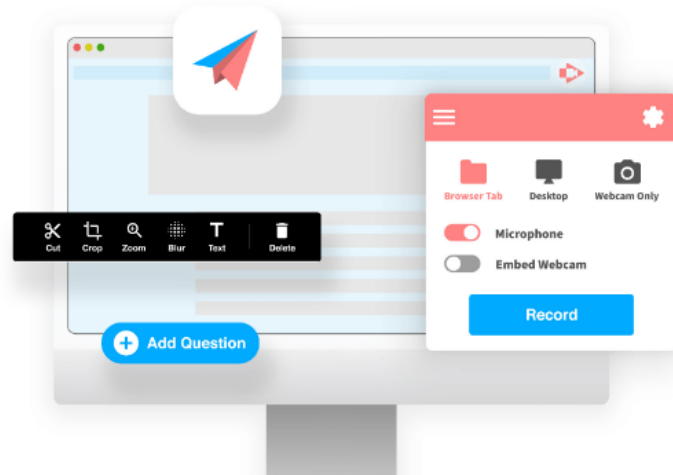 Browser Tab Desktop Webcam Only
Cut Crop Zoom Blur Text Delete
Microphone
Embed Webcam
Record
Add Question